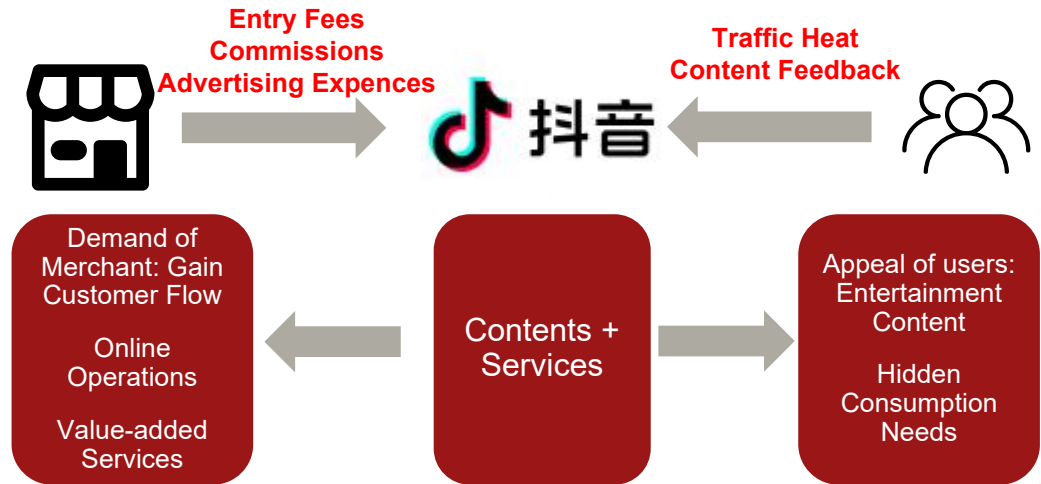 Entry Fees
Commissions
Advertising Expences
Traffic Heat
Content Feedback
抖音
Demand of
Merchant: Gain
Customer Flow
Online
Operations
Value-added
Services
Contents +
Services
Appeal of users:
Entertainment
Content
Hidden
Consumption
Needs